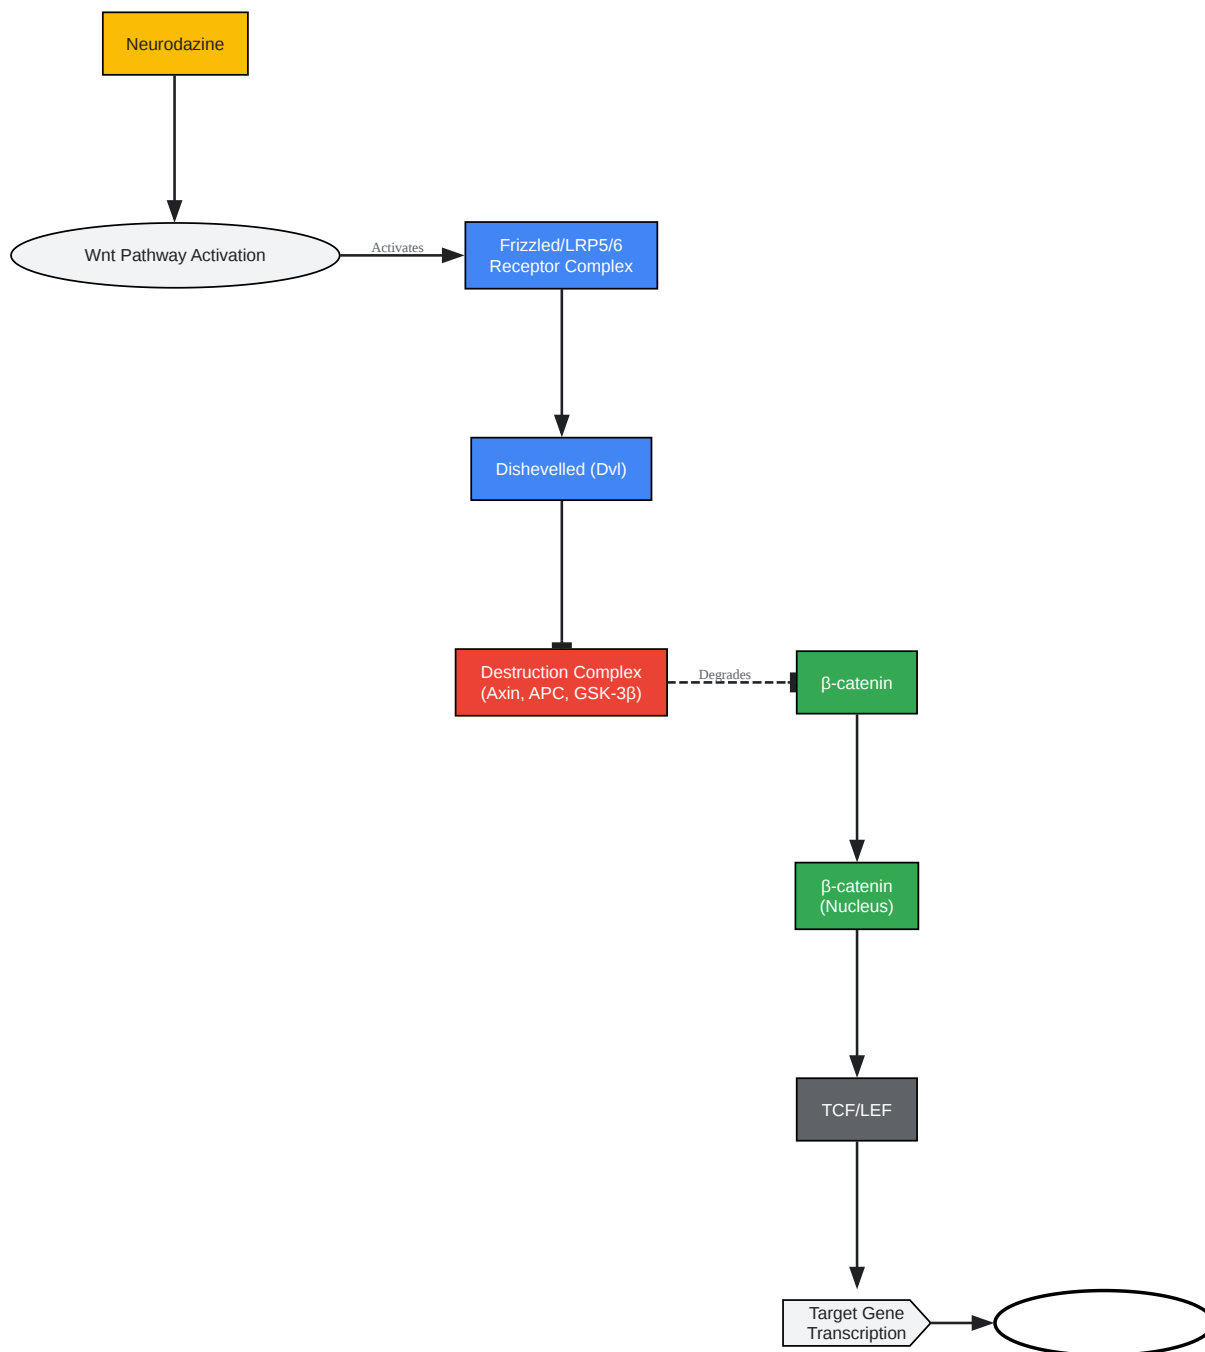 Neurodazine
Wnt Pathway Activation
Activates
Frizzled/LRP5/6
Receptor Complex
Dishevelled (Dvl)
Destruction Complex
(Axin, APC, GSK-3β)
Degrades
β-catenin
β-catenin
(Nucleus)
TCF/LEF
Target Gene
Transcription